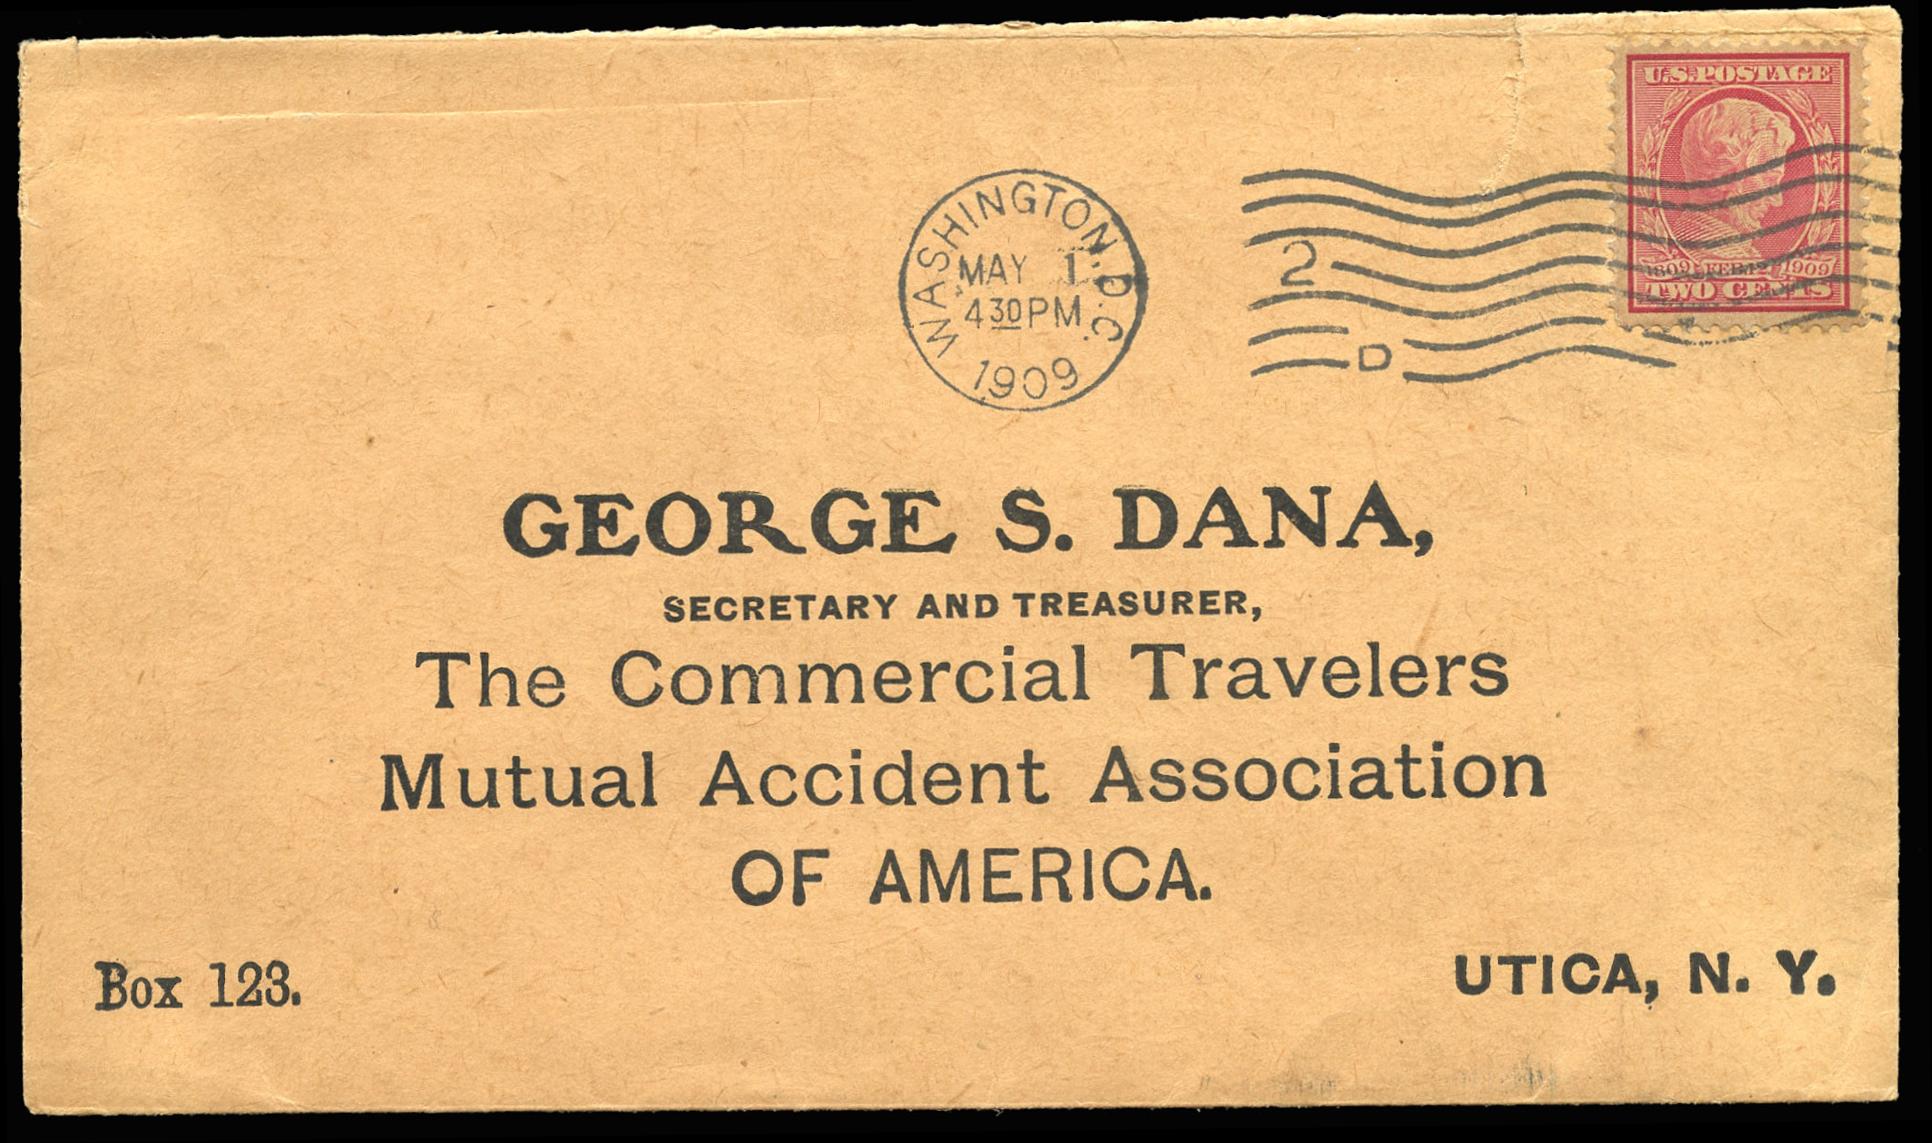 U.S. POSTAGE
1809 · FEB. 12 · 1909
TWO CENTS
WASHINGTON, D.C.
MAY 1
4 30 PM
1909
2
D
GEORGE S. DANA,
SECRETARY AND TREASURER,
The Commercial Travelers
Mutual Accident Association
OF AMERICA.
Box 123.
UTICA, N. Y.